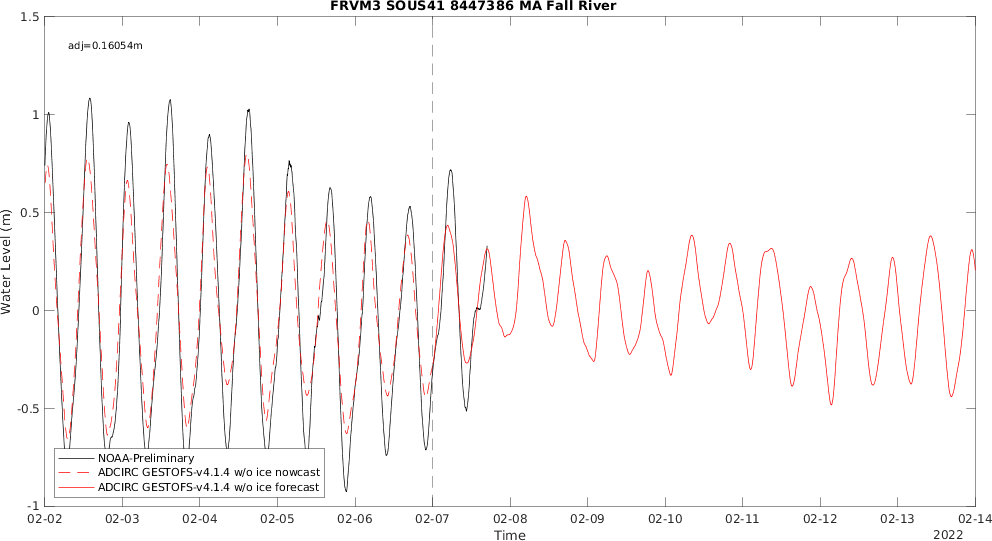 FRVM3 SOUS41 8447386 MA Fall River
adj=0.16054m
1.5
1
0.5
0
-0.5
-1
Water Level (m)
NOAA-Preliminary
ADCIRC GESTOFS-v4.1.4 w/o ice nowcast
ADCIRC GESTOFS-v4.1.4 w/o ice forecast
02-02 02-03 02-04 02-05 02-06 02-07 02-08 02-09 02-10 02-11 02-12 02-13 02-14
Time
2022